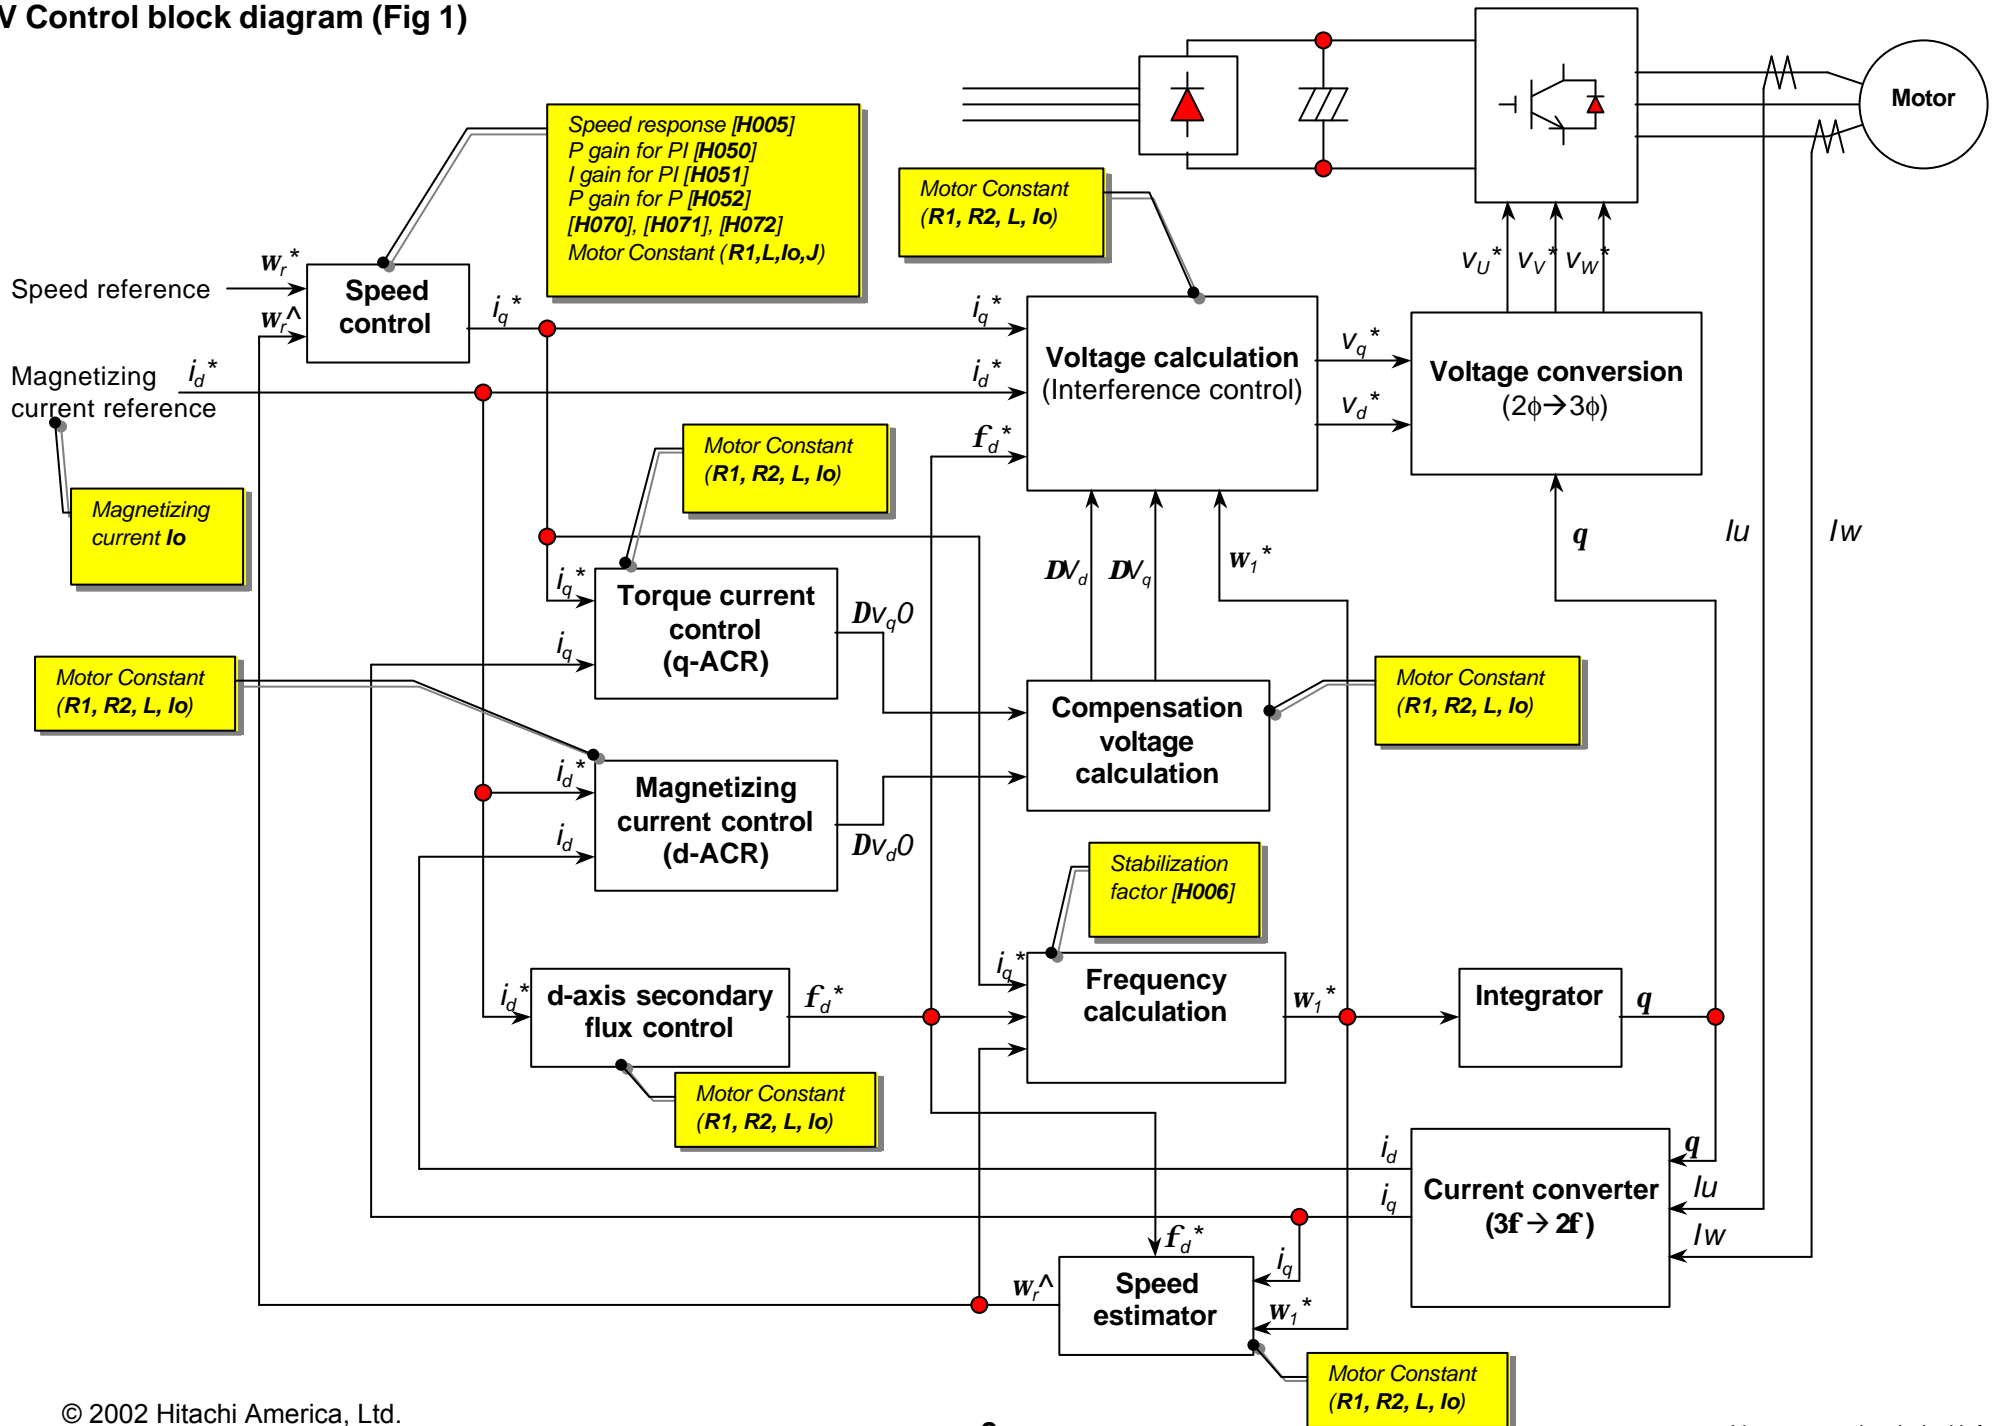 V Control block diagram (Fig 1)
Motor
Speed response [H005]
P gain for PI [H050]
I gain for PI [H051]
P gain for P [H052]
[H070], [H071], [H072]
Motor Constant (R1,L,Io,J)
Motor Constant
(R1, R2, L, Io)
Speed reference
wr*
wr^
Speed
control
iq*
iq*
Magnetizing
current reference
id*
id*
fd*
Voltage calculation
(Interference control)
vq*
vd*
vU*
vV*
vW*
Voltage conversion
(2ϕ→3ϕ)
Magnetizing
current Io
Motor Constant
(R1, R2, L, Io)
q
Iu
Iw
DVd
DVq
w1*
iq*
iq
Torque current
control
(q-ACR)
Dvq0
Motor Constant
(R1, R2, L, Io)
Compensation
voltage
calculation
Motor Constant
(R1, R2, L, Io)
id*
id
Magnetizing
current control
(d-ACR)
Dvd0
Stabilization
factor [H006]
id*
d-axis secondary
flux control
fd*
iq*
Frequency
calculation
w1*
Integrator
q
Motor Constant
(R1, R2, L, Io)
id
iq
Current converter
(3f → 2f)
q
Iu
Iw
fd*
iq
w1*
wr^
Speed
estimator
Motor Constant
(R1, R2, L, Io)
© 2002 Hitachi America, Ltd.